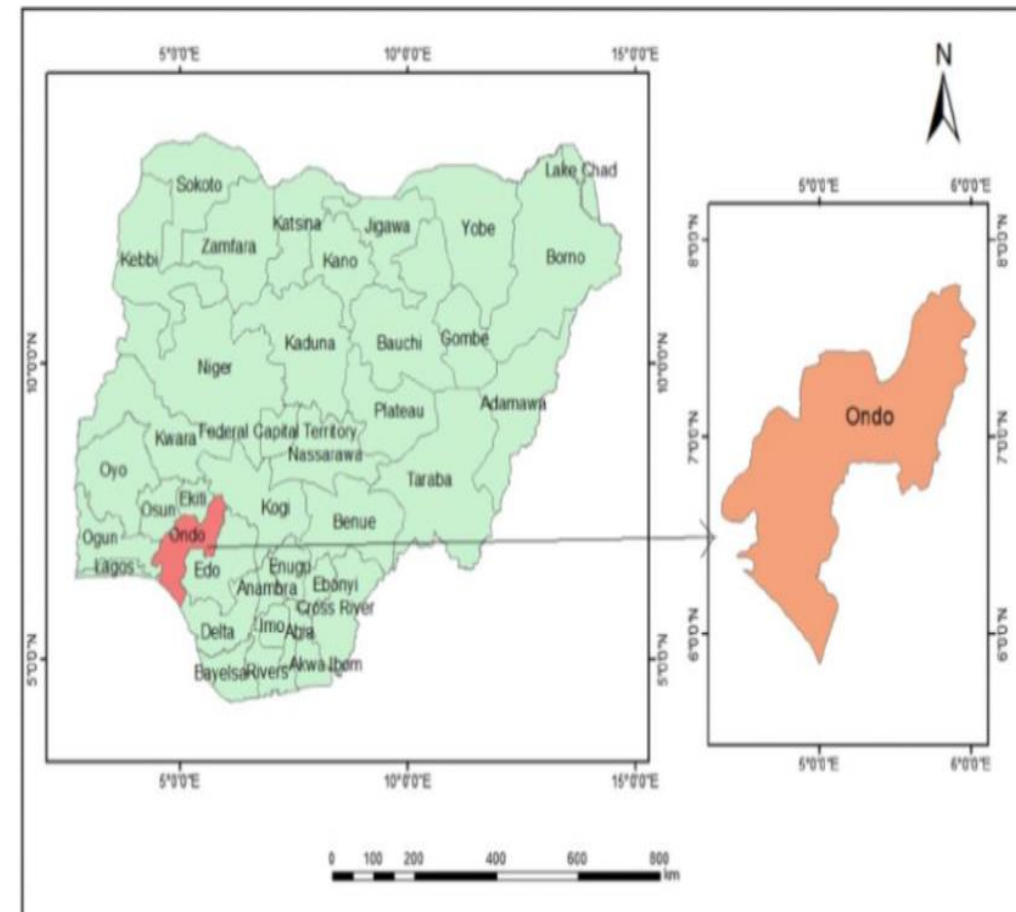 N
5°0'0"E 10°0'0"E 15°0'0"E
Lake Chad
Sokoto
Katsina Jigawa Yobe
Zamfara
Kebbi Kano Borno
Kaduna Bauchi Gombe
Niger
Adamawa
Plateau
Kwara Federal Capital Territory
Nassarawa
Oyo
Taraba
Ekiti
Osun Kogi Benue
Ogun Ondo
Lagos Edo Enugu
Anambra Ebonyi
Cross River
Delta Imo Abia
Bayelsa Rivers Akwa Ibom
10°0'0"N 10°0'0"N
5°0'0"N 5°0'0"N
5°0'0"E 10°0'0"E 15°0'0"E
5°0'0"E 6°0'0"E
8°0'0"N 8°0'0"N
Ondo
7°0'0"N 7°0'0"N
6°0'0"N 6°0'0"N
5°0'0"E 6°0'0"E
0 100 200 400 600 800
km